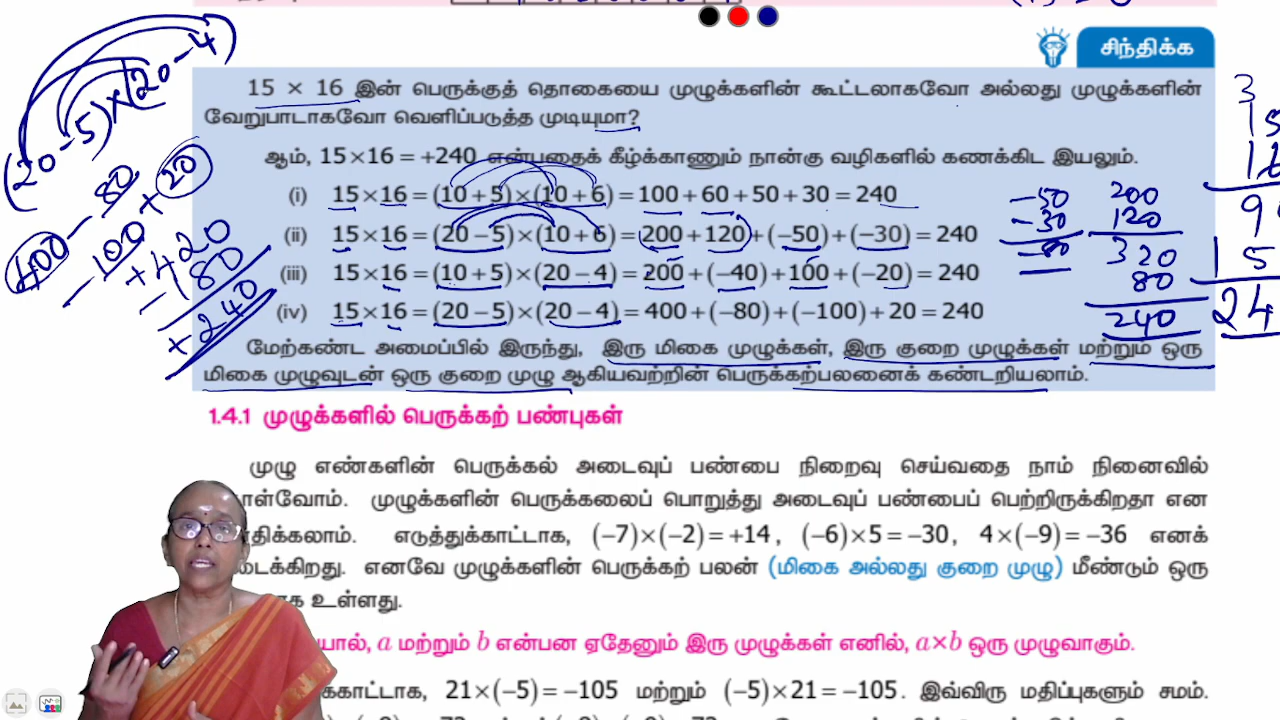 சிந்திக்க
15 × 16 இன் பெருக்குத் தொகையை முழுக்களின் கூட்டலாகவோ அல்லது முழுக்களின்
வேறுபாடாகவோ வெளிப்படுத்த முடியுமா?
ஆம், 15×16 = +240 என்பதைக் கீழ்க்காணும் நான்கு வழிகளில் கணக்கிட இயலும்.
(i) 15×16 = (10+5)×(10+6) = 100+60+50+30 = 240
(ii) 15×16 = (20−5)×(10+6) = 200+120+(−50)+(−30) = 240
(iii) 15×16 = (10+5)×(20−4) = 200+(−40)+100+(−20) = 240
(iv) 15×16 = (20−5)×(20−4) = 400+(−80)+(−100)+20 = 240
மேற்கண்ட அமைப்பில் இருந்து, இரு மிகை முழுக்கள், இரு குறை முழுக்கள் மற்றும் ஒரு
மிகை முழுவுடன் ஒரு குறை முழு ஆகியவற்றின் பெருக்கற்பலனைக் கண்டறியலாம்.
(20−5)×(20−4)
400−80
−100+20
+420
−180
+240
−50
−30
−80
200
120
320
80
240
3
15
16
9
15
24
1.4.1 முழுக்களில் பெருக்கற் பண்புகள்
முழு எண்களின் பெருக்கல் அடைவுப் பண்பை நிறைவு செய்வதை நாம் நினைவில்
முழுக்களின் பெருக்கலைப் பொறுத்து அடைவுப் பண்பைப் பெற்றிருக்கிறதா என
எடுத்துக்காட்டாக, (−7)×(−2) = +14, (−6)×5 = −30, 4×(−9) = −36 எனக்
எனவே முழுக்களின் பெருக்கற் பலன் (மிகை அல்லது குறை முழு) மீண்டும் ஒரு
உள்ளது.
a மற்றும் b என்பன ஏதேனும் இரு முழுக்கள் எனில், a×b ஒரு முழுவாகும்.
21×(−5) = −105 மற்றும் (−5)×21 = −105. இவ்விரு மதிப்புகளும் சமம்.